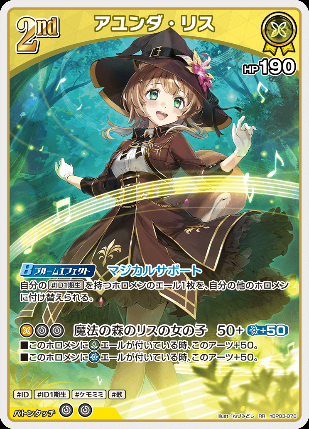 2nd
アユンダ・リス
HP190
ブルームエフェクト マジカルサポート
自分の#ID1期生を持つホロメンのエール1枚を、自分の他のホロメンに付け替えられる。
魔法の森のリスの女の子 50+ +50
■このホロメンに エールが付いている時、このアーツ+50。
■このホロメンに エールが付いている時、このアーツ+50。
#ID #ID1期生 #ケモミミ #歌
バトンタッチ
RR